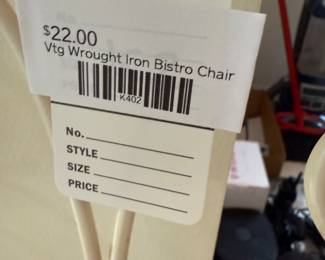 $22.00
Vtg Wrought Iron Bistro Chair
K402
No.
STYLE
SIZE
PRICE